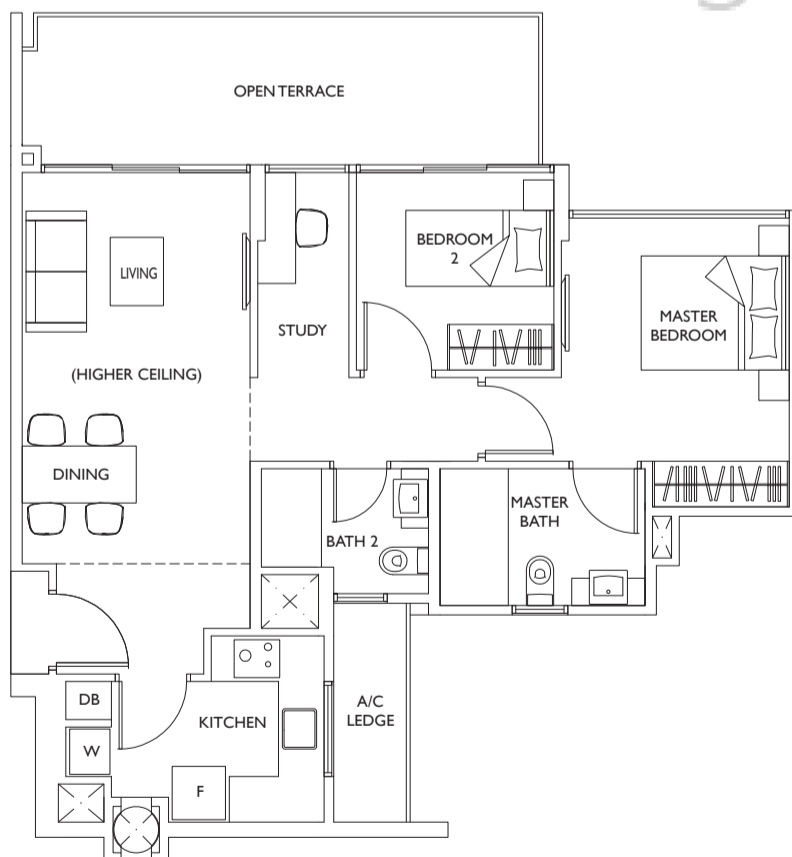 OPEN TERRACE
LIVING
BEDROOM
2
STUDY
MASTER
BEDROOM
(HIGHER CEILING)
DINING
MASTER
BATH
BATH 2
DB
KITCHEN
A/C
LEDGE
W
F